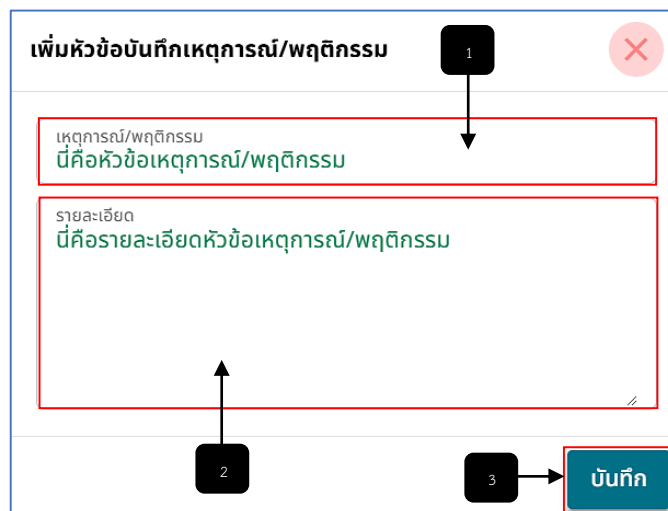 เพิ่มหัวข้อบันทึกเหตุการณ์/พฤติกรรม
1
เหตุการณ์/พฤติกรรม
นี่คือหัวข้อเหตุการณ์/พฤติกรรม
รายละเอียด
นี่คือรายละเอียดหัวข้อเหตุการณ์/พฤติกรรม
2
3
บันทึก